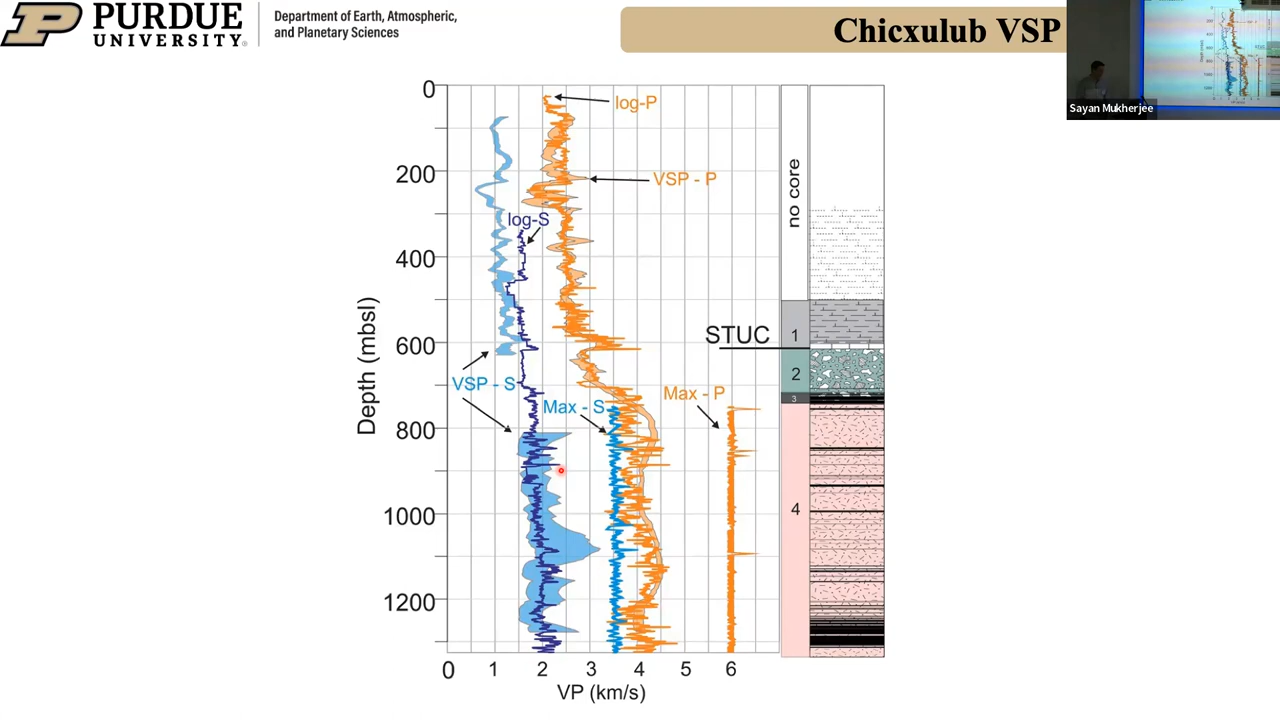 PURDUE
UNIVERSITY®
Department of Earth, Atmospheric,
and Planetary Sciences
Chicxulub VSP
Sayan Mukherjee
0
200
400
600
800
1000
1200
Depth (mbsl)
log-P
VSP - P
log-S
VSP - S
Max - S
Max - P
STUC
no core
1
2
3
4
0 1 2 3 4 5 6
VP (km/s)